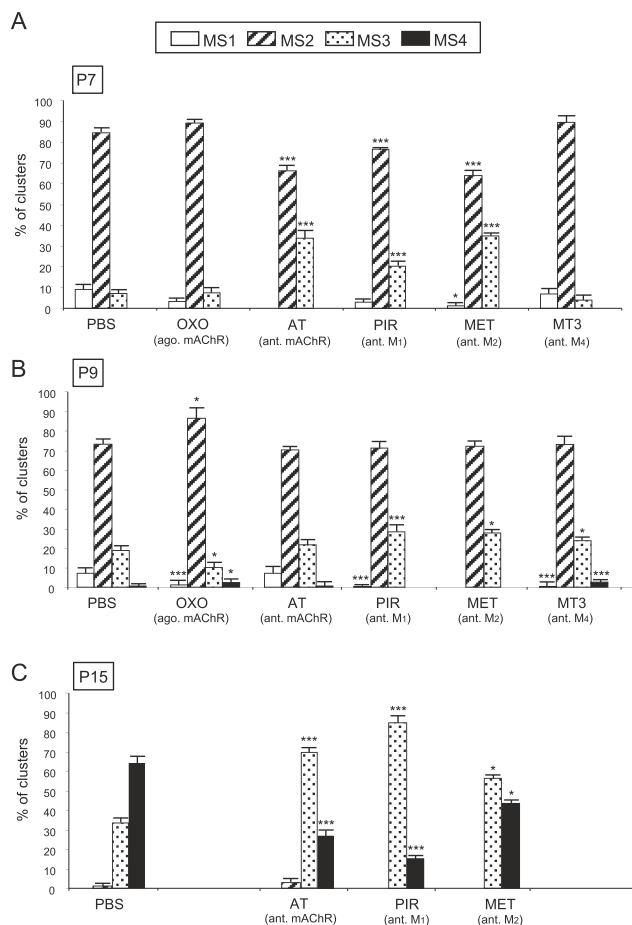 A
MS1 MS2 MS3 MS4
P7
% of clusters
100
90
80
70
60
50
40
30
20
10
0
*** *** *** *** *** * ***
PBS OXO AT PIR MET MT3
(ago. mAChR) (ant. mAChR) (ant. M1) (ant. M2) (ant. M4)
B
P9
% of clusters
100
90
80
70
60
50
40
30
20
10
0
*** * * * *** *** * *** * ***
PBS OXO AT PIR MET MT3
(ago. mAChR) (ant. mAChR) (ant. M1) (ant. M2) (ant. M4)
C
P15
% of clusters
100
90
80
70
60
50
40
30
20
10
0
*** *** *** *** * *
PBS AT PIR MET
(ant. mAChR) (ant. M1) (ant. M2)